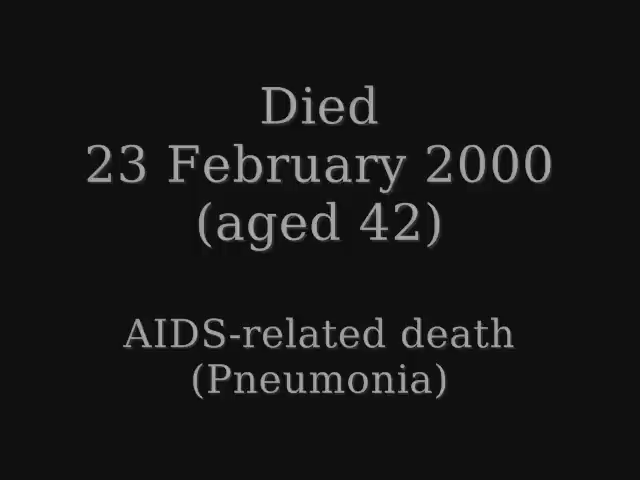 Died
23 February 2000
(aged 42)
AIDS-related death
(Pneumonia)